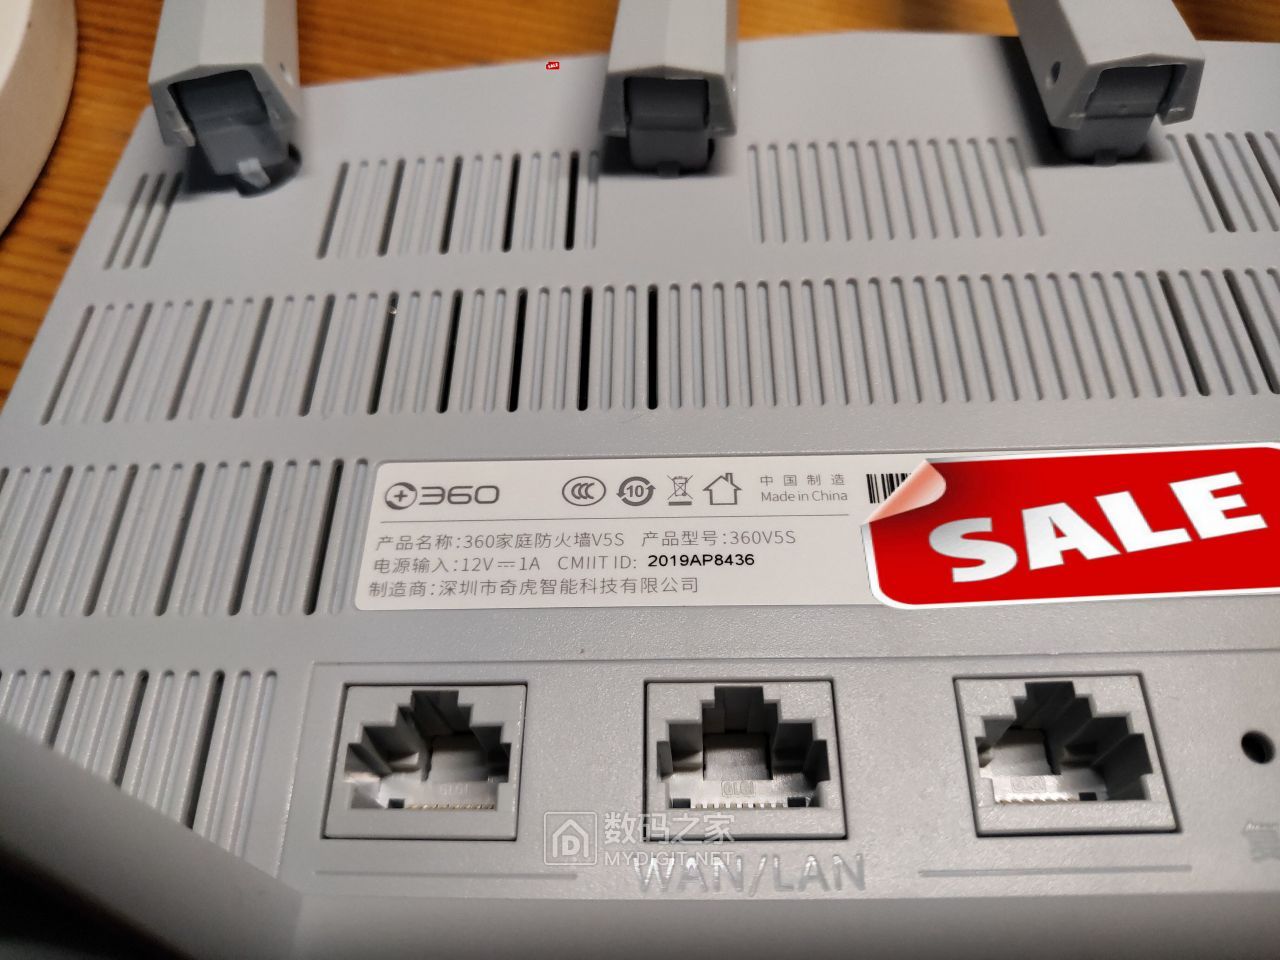 SALE
360
10
中国制造
Made in China
产品名称:360家庭防火墙V5S 产品型号:360V5S
电源输入:12V⎓1A CMIIT ID: 2019AP8436
制造商:深圳市奇虎智能科技有限公司
SALE
数码之家
MYDIGIT.NET
WAN/LAN